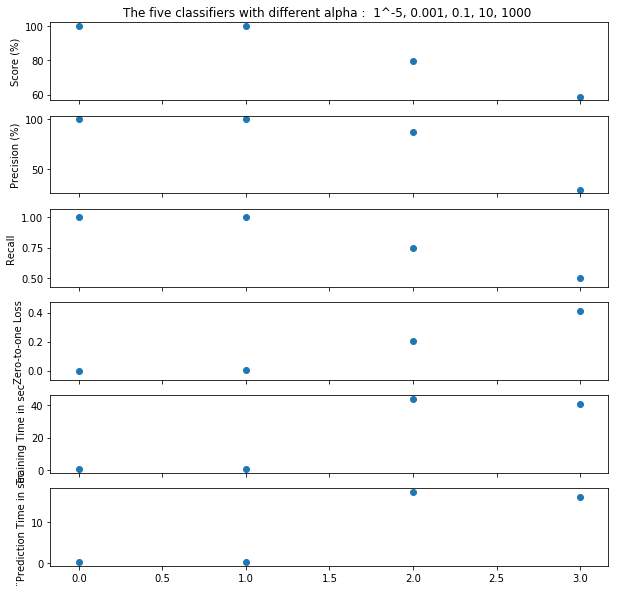 The five classifiers with different alpha : 1^-5, 0.001, 0.1, 10, 1000
Score (%)
100
80
60
Precision (%)
100
50
Recall
1.00
0.75
0.50
Zero-to-one Loss
0.4
0.2
0.0
Training Time in sec
40
20
0
Prediction Time in sec
10
0
0.0 0.5 1.0 1.5 2.0 2.5 3.0